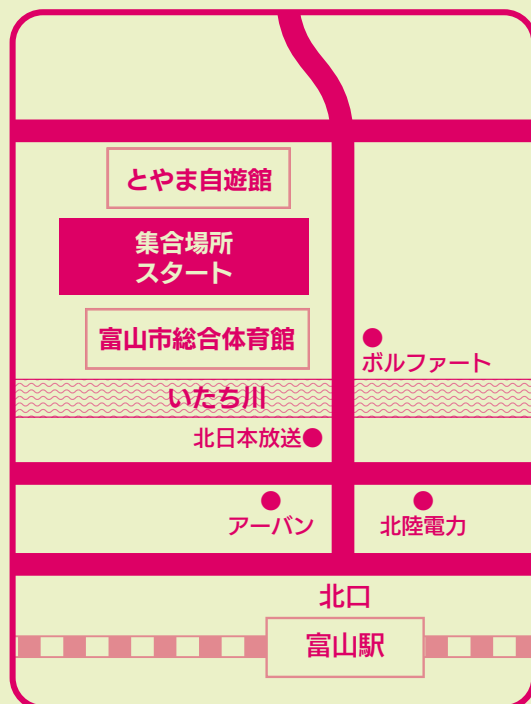 とやま自遊館
集合場所
スタート
富山市総合体育館
ボルファート
いたち川
北日本放送
アーバン
北陸電力
北口
富山駅